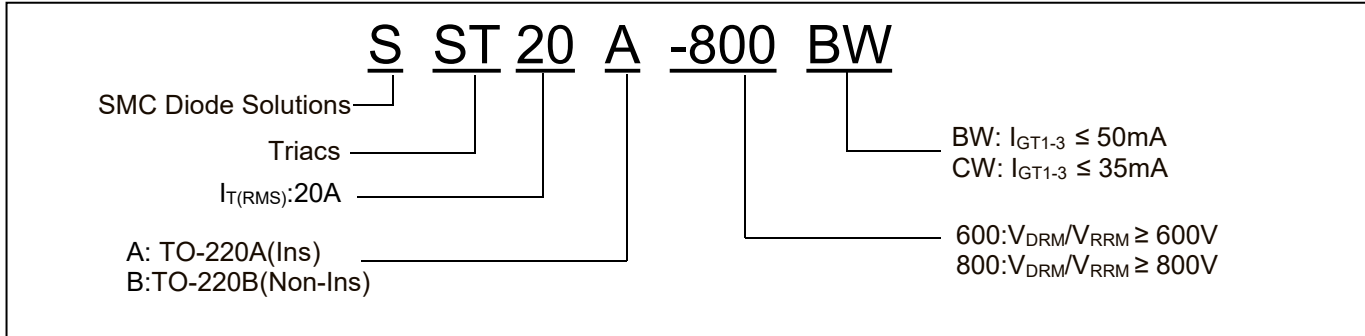 S ST 20 A -800 BW
SMC Diode Solutions
Triacs
IT(RMS):20A
A: TO-220A(Ins)
B:TO-220B(Non-Ins)
BW: IGT1-3 ≤ 50mA
CW: IGT1-3 ≤ 35mA
600:VDRM/VRRM ≥ 600V
800:VDRM/VRRM ≥ 800V